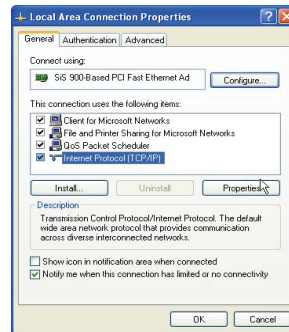 Local Area Connection Properties
General Authentication Advanced
Connect using:
SiS 900-Based PCI Fast Ethernet Ad
Configure...
This connection uses the following items:
Client for Microsoft Networks
File and Printer Sharing for Microsoft Networks
QoS Packet Scheduler
Internet Protocol (TCP/IP)
Install... Uninstall Properties
Description
Transmission Control Protocol/Internet Protocol. The default
wide area network protocol that provides communication
across diverse interconnected networks.
Show icon in notification area when connected
Notify me when this connection has limited or no connectivity
OK Cancel